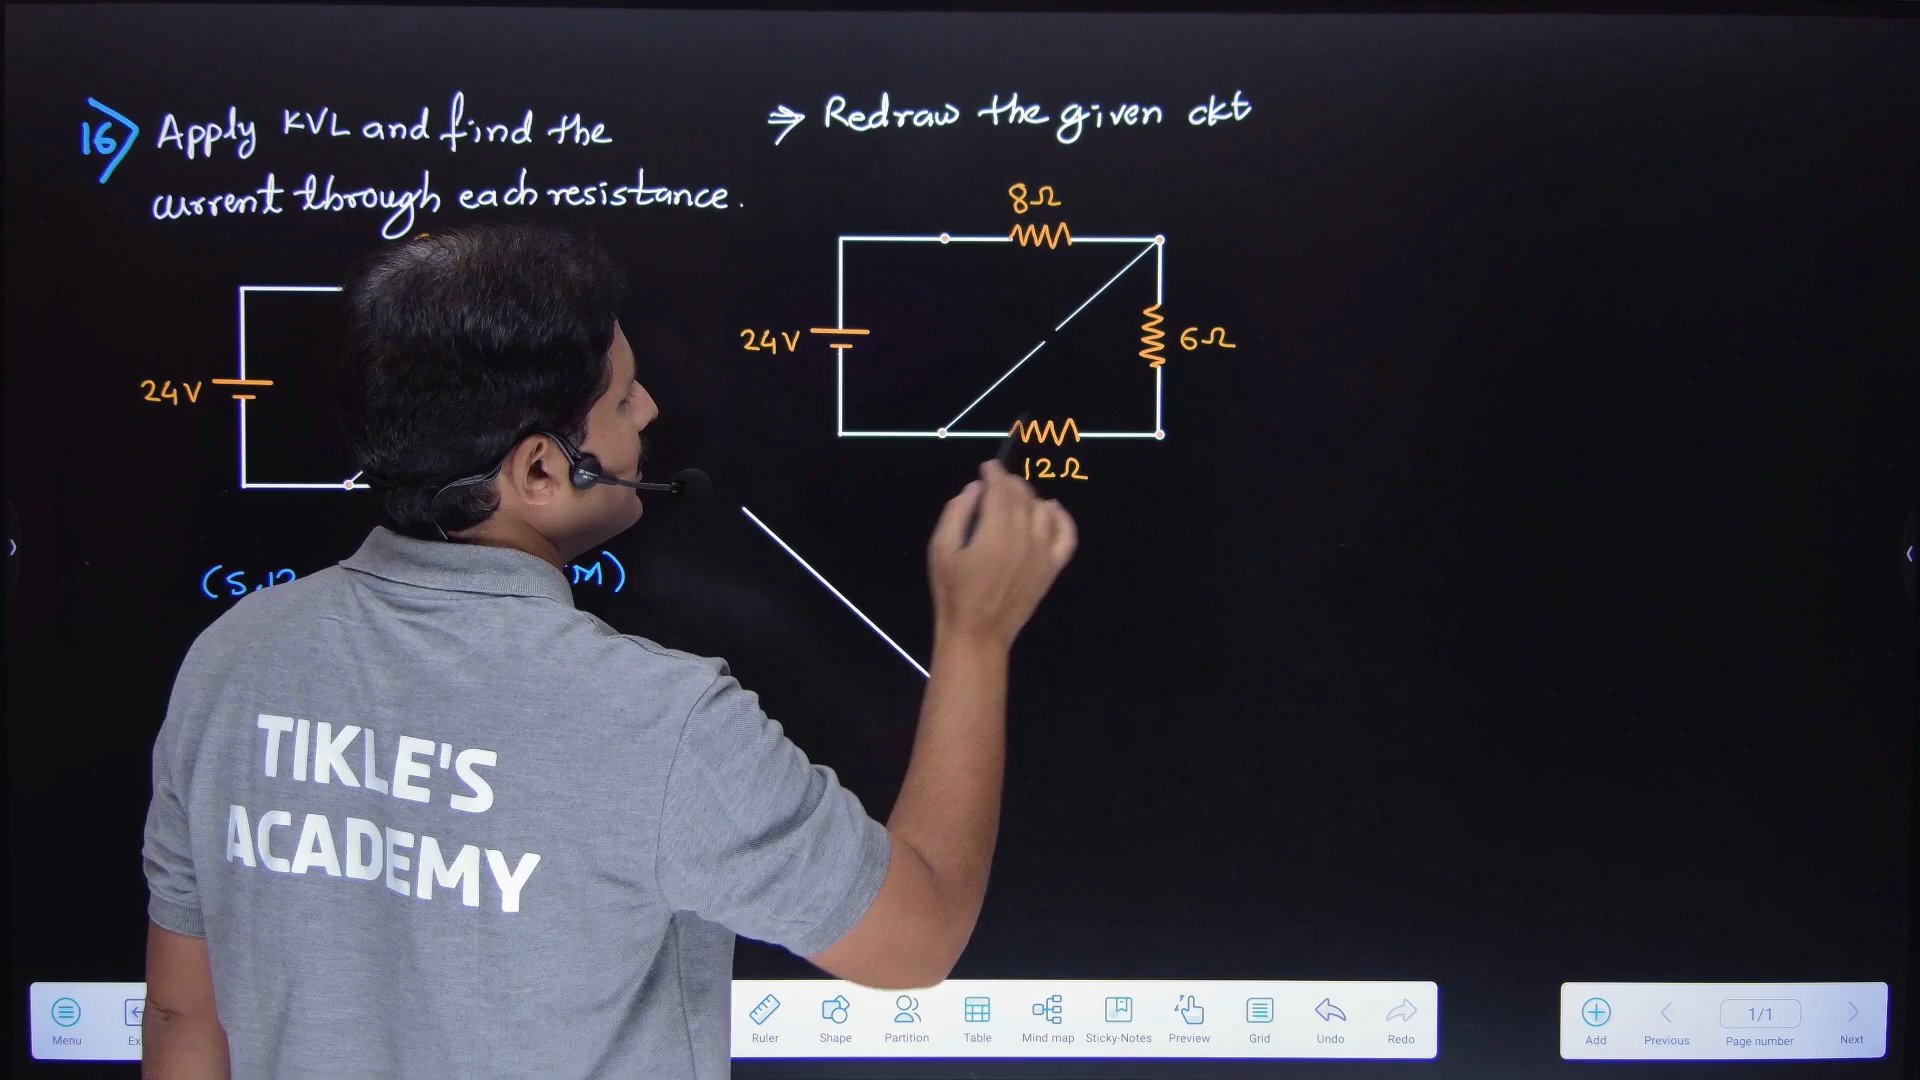 16) Apply KVL and find the
current through each resistance.
24V
⇒ Redraw the given ckt
8Ω
24V
6Ω
12Ω
TIKLE'S
ACADEMY
Menu
Ruler
Shape
Partition
Table
Mind map
Sticky-Notes
Preview
Grid
Undo
Redo
Add
Previous
1/1
Page number
Next